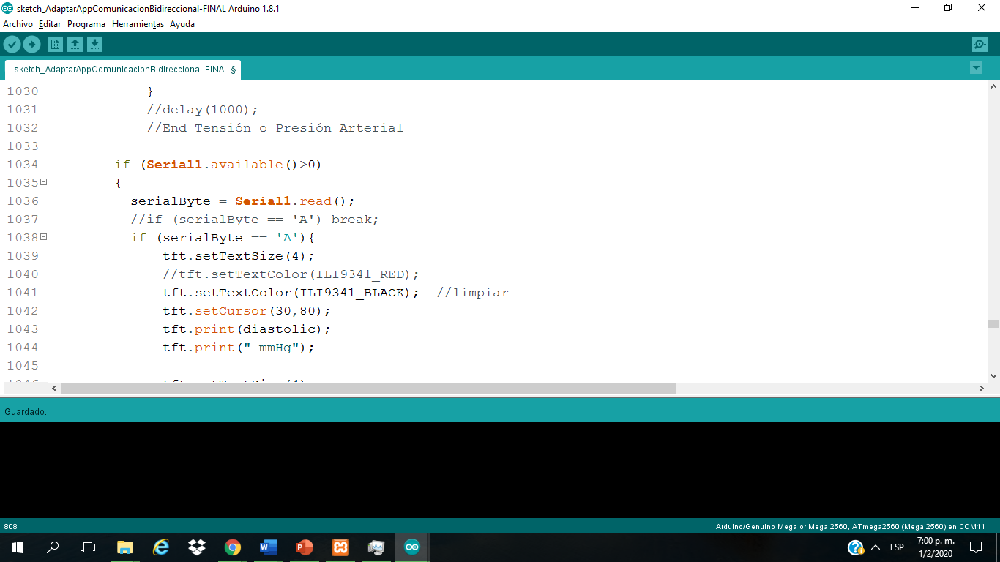 sketch_AdaptarAppComunicacionBidireccional-FINAL Arduino 1.8.1
Archivo Editar Programa Herramientas Ayuda
sketch_AdaptarAppComunicacionBidireccional-FINAL §
1030 }
1031 //delay(1000);
1032 //End Tensión o Presión Arterial
1033
1034 if (Serial1.available()>0)
1035 {
1036 serialByte = Serial1.read();
1037 //if (serialByte == 'A') break;
1038 if (serialByte == 'A'){
1039 tft.setTextSize(4);
1040 //tft.setTextColor(ILI9341_RED);
1041 tft.setTextColor(ILI9341_BLACK);  //limpiar
1042 tft.setCursor(30,80);
1043 tft.print(diastolic);
1044 tft.print(" mmHg");
1045
1046 tft.setTextSize(4)
Guardado.
808 Arduino/Genuino Mega or Mega 2560, ATmega2560 (Mega 2560) en COM11
ESP
7:00 p. m.
1/2/2020